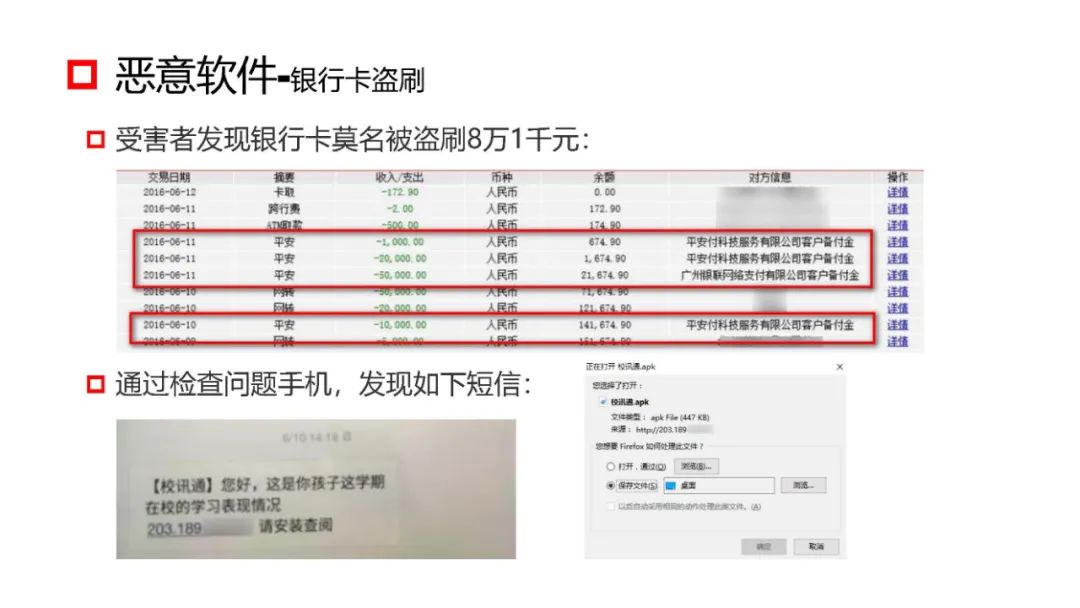 恶意软件-银行卡盗刷
受害者发现银行卡莫名被盗刷8万1千元：
交易日期 摘要 收入/支出 币种 余额 对方信息 操作
2016-06-12 卡取 -172.90 人民币 0.00 详情
2016-06-11 跨行费 -2.00 人民币 172.90 详情
2016-06-11 ATM取款 -500.00 人民币 174.90 详情
2016-06-11 平安 -1,000.00 人民币 674.90 平安付科技服务有限公司客户备付金 详情
2016-06-11 平安 -20,000.00 人民币 1,674.90 平安付科技服务有限公司客户备付金 详情
2016-06-11 平安 -50,000.00 人民币 21,674.90 广州银联网络支付有限公司客户备付金 详情
2016-06-10 网转 -50,000.00 人民币 71,674.90 详情
2016-06-10 网转 -20,000.00 人民币 121,674.90 详情
2016-06-10 平安 -10,000.00 人民币 141,674.90 平安付科技服务有限公司客户备付金 详情
2016-06-09 网转 -5,000.00 人民币 151,674.90 详情
通过检查问题手机，发现如下短信：
6/10 14:18
【校讯通】您好，这是你孩子这学期
在校的学习表现情况
203.189 请安装查阅
正在打开 校讯通.apk
您选择了打开：
校讯通.apk
文件类型： apk File (447 KB)
来源： http://203.189
您想要 Firefox 如何处理此文件？
打开，通过(O) 浏览(B)...
保存文件(S) 桌面 浏览...
以后自动采用相同的动作处理此类文件。(A)
确定 取消